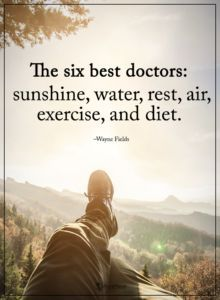 The six best doctors:
sunshine, water, rest, air,
exercise, and diet.
~Wayne Fields